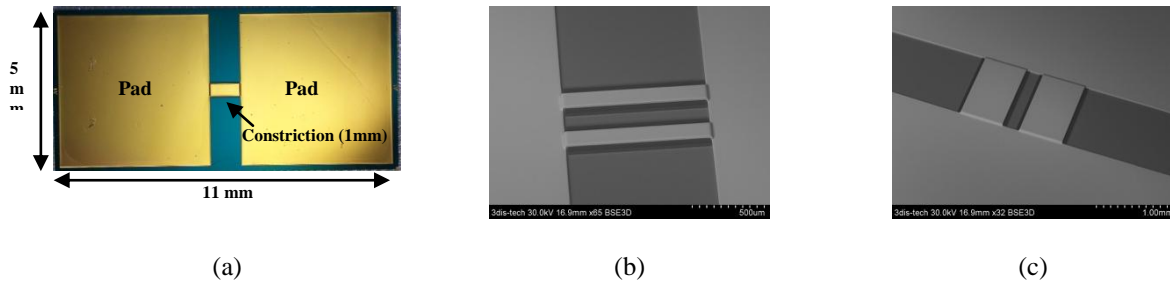 5
m
m
Pad
Pad
Constriction (1mm)
11 mm
3dis-tech 30.0kV 16.9mm x65 BSE3D
500um
3dis-tech 30.0kV 16.9mm x32 BSE3D
1.00mm
(a)
(b)
(c)